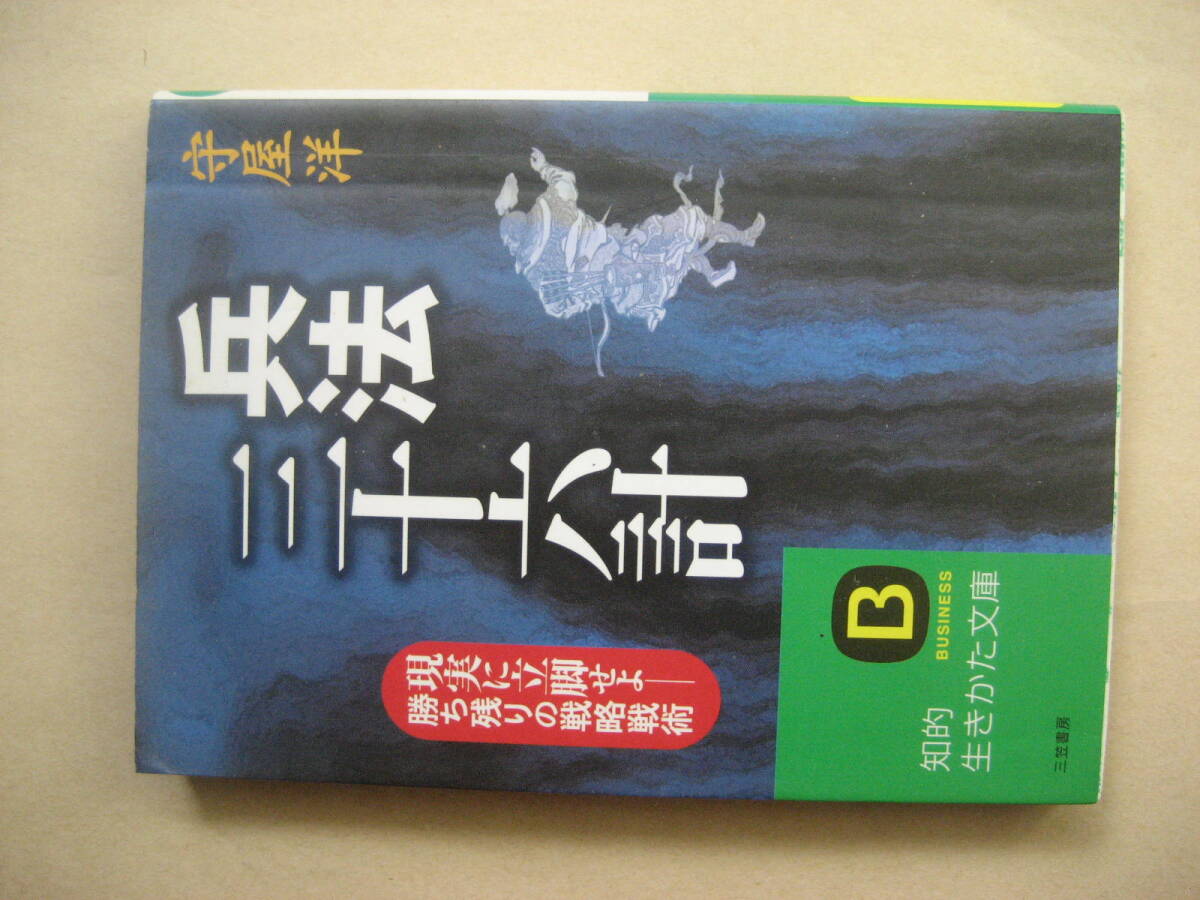 守屋洋
兵法
三十六計
現実に立脚せよ——
勝ち残りの戦略戦術
B
BUSINESS
知的
生きかた文庫
三笠書房